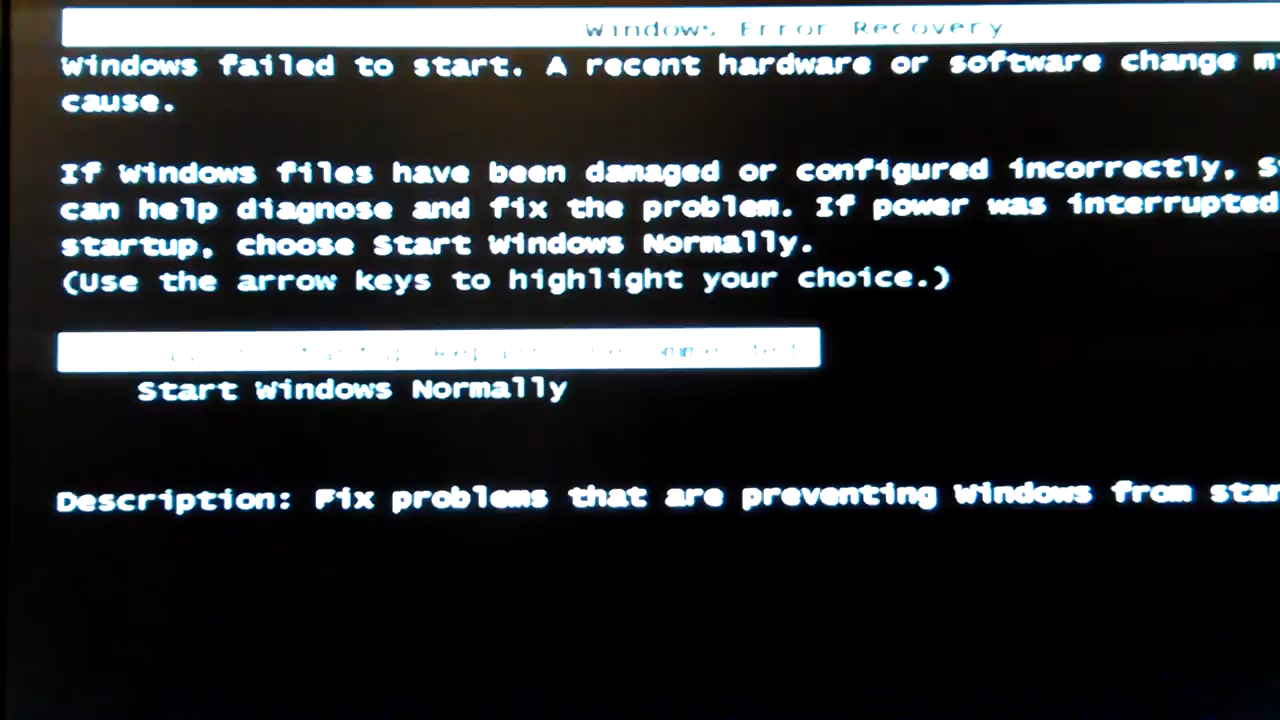 Windows Error Recovery
Windows failed to start. A recent hardware or software change
cause.
If Windows files have been damaged or configured incorrectly,
can help diagnose and fix the problem. If power was interrupted
startup, choose Start Windows Normally.
(Use the arrow keys to highlight your choice.)
Start Windows Normally
Description: Fix problems that are preventing Windows from